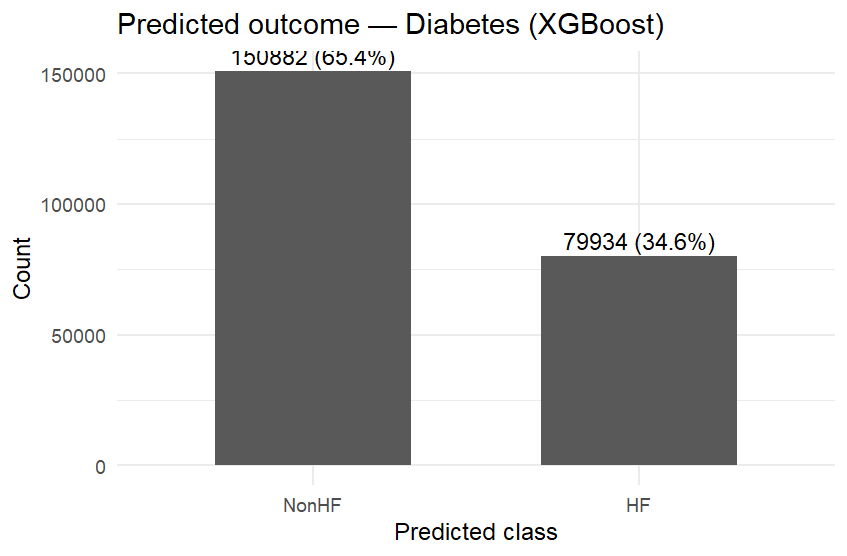 Predicted outcome — Diabetes (XGBoost)
150882 (65.4%)
150000
79934 (34.6%)
100000
50000
0
Count
NonHF
HF
Predicted class